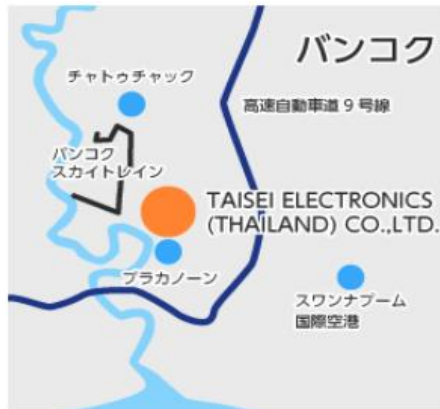 バンコク
チャトゥチャック
高速自動車道9号線
バンコク
スカイトレイン
TAISEI ELECTRONICS
(THAILAND) CO.,LTD.
プラカノーン
スワンナプーム
国際空港